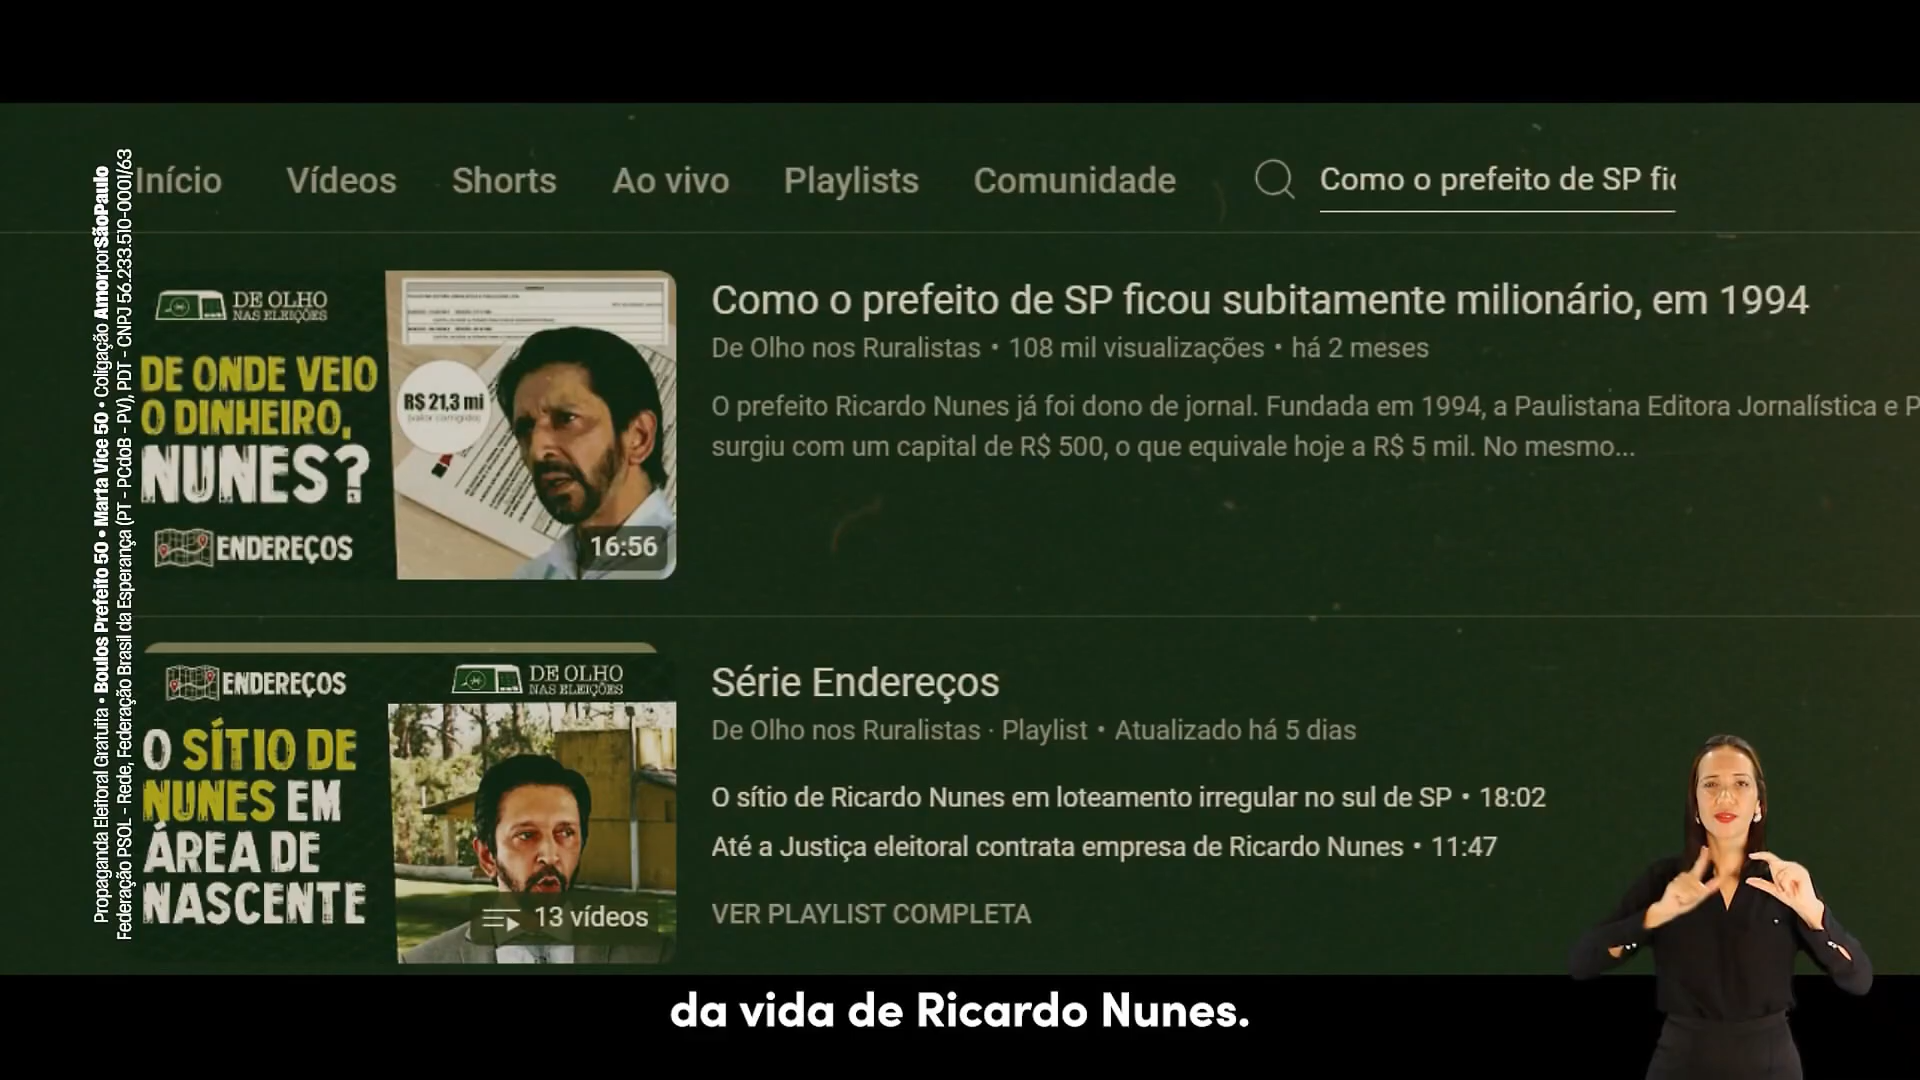 Propaganda Eleitoral Gratuita • Boulos Prefeito 50 • Marta Vice 50 • Coligação AmorporSãoPaulo
Federação PSOL - Rede, Federação Brasil da Esperança (PT - PCdoB - PV), PDT - CNPJ 56.233.510-0001/63
Início Vídeos Shorts Ao vivo Playlists Comunidade Como o prefeito de SP fic
DE OLHO
NAS ELEIÇÕES
DE ONDE VEIO
O DINHEIRO,
NUNES?
ENDEREÇOS
R$ 21,3 mi
(valor corrigido)
16:56
Como o prefeito de SP ficou subitamente milionário, em 1994
De Olho nos Ruralistas • 108 mil visualizações • há 2 meses
O prefeito Ricardo Nunes já foi dono de jornal. Fundada em 1994, a Paulistana Editora Jornalística e P
surgiu com um capital de R$ 500, o que equivale hoje a R$ 5 mil. No mesmo...
ENDEREÇOS
DE OLHO
NAS ELEIÇÕES
O SÍTIO DE
NUNES EM
ÁREA DE
NASCENTE
13 vídeos
Série Endereços
De Olho nos Ruralistas · Playlist • Atualizado há 5 dias
O sítio de Ricardo Nunes em loteamento irregular no sul de SP • 18:02
Até a Justiça eleitoral contrata empresa de Ricardo Nunes • 11:47
VER PLAYLIST COMPLETA
da vida de Ricardo Nunes.